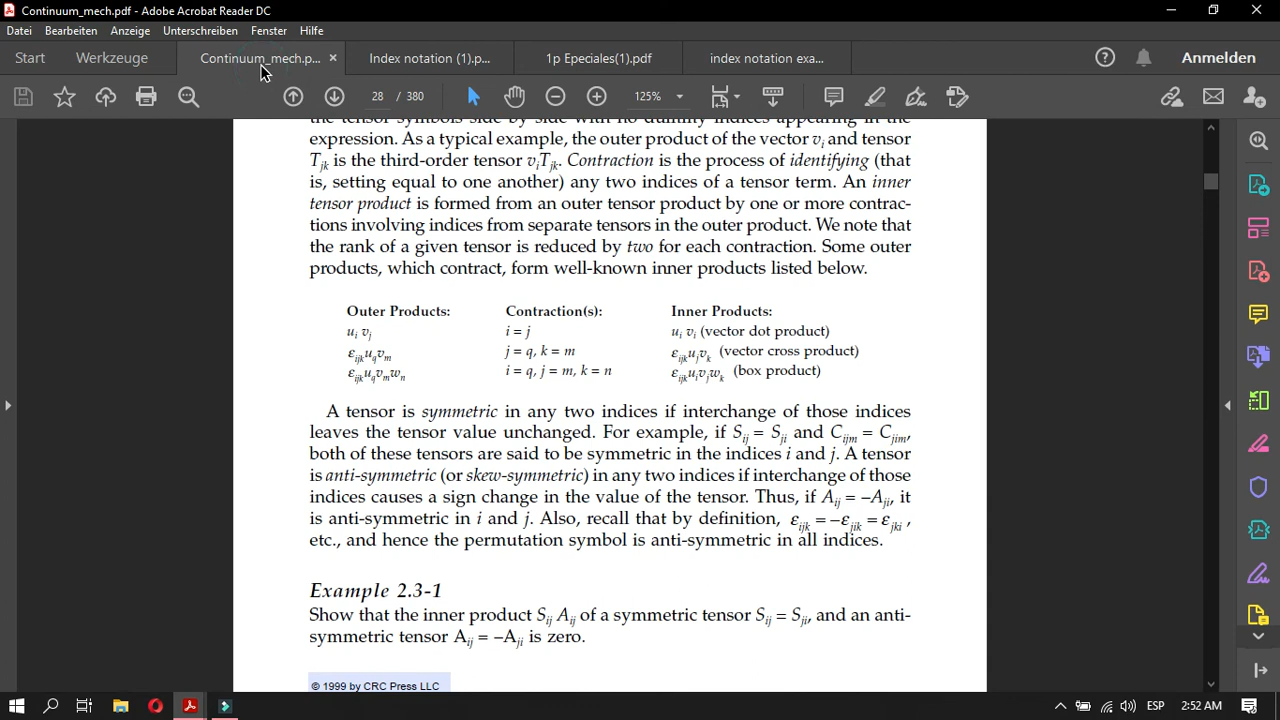 Continuum_mech.pdf - Adobe Acrobat Reader DC
Datei Bearbeiten Anzeige Unterschreiben Fenster Hilfe
Start Werkzeuge Continuum_mech.p... × Index notation (1).p... 1p Epeciales(1).pdf index notation exa... Anmelden
28 / 380 125%
the tensor symbols side by side with no dummy indices appearing in the
expression. As a typical example, the outer product of the vector vᵢ and tensor
Tⱼₖ is the third-order tensor vᵢTⱼₖ. Contraction is the process of identifying (that
is, setting equal to one another) any two indices of a tensor term. An inner
tensor product is formed from an outer tensor product by one or more contrac-
tions involving indices from separate tensors in the outer product. We note that
the rank of a given tensor is reduced by two for each contraction. Some outer
products, which contract, form well-known inner products listed below.
Outer Products: Contraction(s): Inner Products:
u_i v_j i = j u_i v_i (vector dot product)
ε_ijk u_q v_m j = q, k = m ε_ijk u_j v_k (vector cross product)
ε_ijk u_q v_m w_n i = q, j = m, k = n ε_ijk u_i v_j w_k (box product)
A tensor is symmetric in any two indices if interchange of those indices
leaves the tensor value unchanged. For example, if S_ij = S_ji and C_ijm = C_jim,
both of these tensors are said to be symmetric in the indices i and j. A tensor
is anti-symmetric (or skew-symmetric) in any two indices if interchange of those
indices causes a sign change in the value of the tensor. Thus, if A_ij = –A_ji, it
is anti-symmetric in i and j. Also, recall that by definition, ε_ijk = –ε_jik = ε_jki ,
etc., and hence the permutation symbol is anti-symmetric in all indices.
Example 2.3-1
Show that the inner product S_ij A_ij of a symmetric tensor S_ij = S_ji, and an anti-
symmetric tensor A_ij = –A_ji is zero.
© 1999 by CRC Press LLC
ESP 2:52 AM